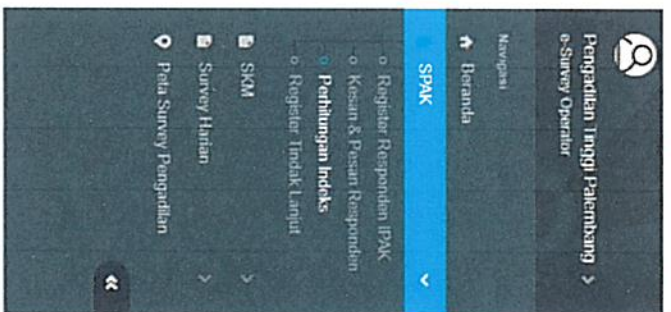 Pengadilan Tinggi Palembang
e-Survey Operator
Navigasi
Beranda
SPAK
Register Responden IPAK
Kesan & Pesan Responden
Perhitungan Indeks
Register Tindak Lanjut
SKM
Survey Harian
Peta Survey Pengadilan